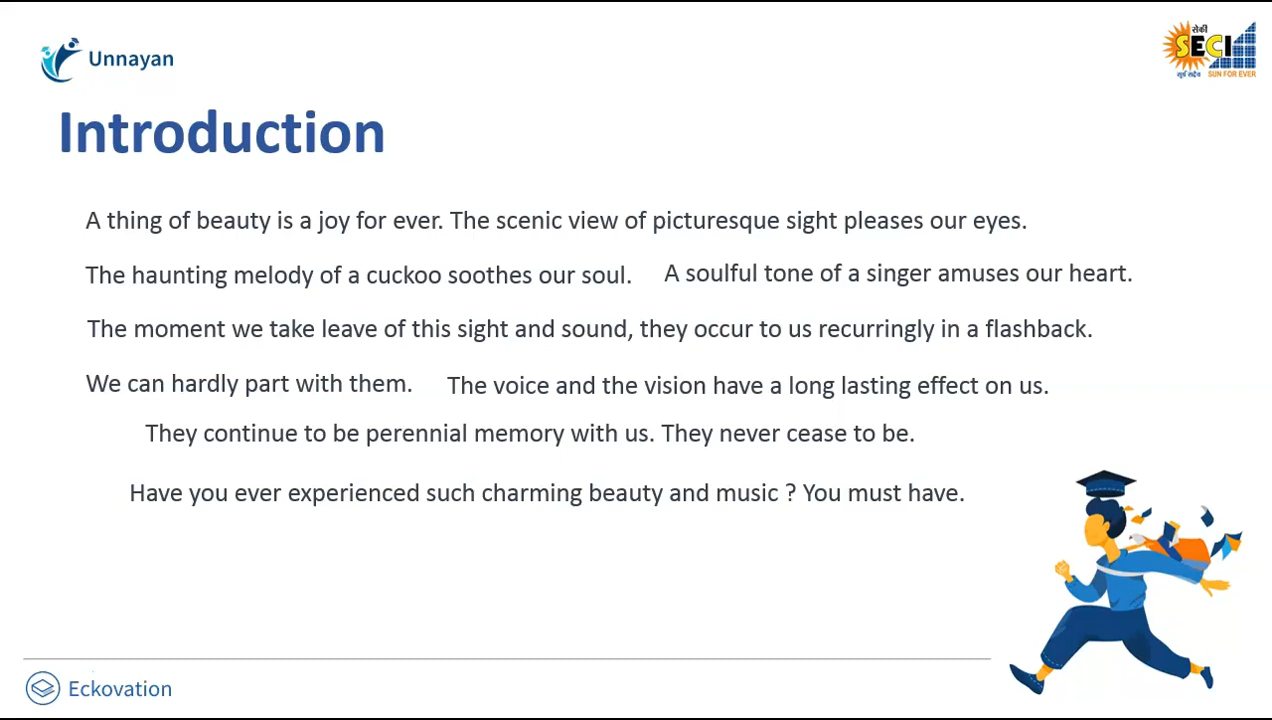 Unnayan
सेकी
SECI
सूर्य सदैव
SUN FOR EVER
Introduction
A thing of beauty is a joy for ever. The scenic view of picturesque sight pleases our eyes.
The haunting melody of a cuckoo soothes our soul. A soulful tone of a singer amuses our heart.
The moment we take leave of this sight and sound, they occur to us recurringly in a flashback.
We can hardly part with them. The voice and the vision have a long lasting effect on us.
They continue to be perennial memory with us. They never cease to be.
Have you ever experienced such charming beauty and music ? You must have.
Eckovation